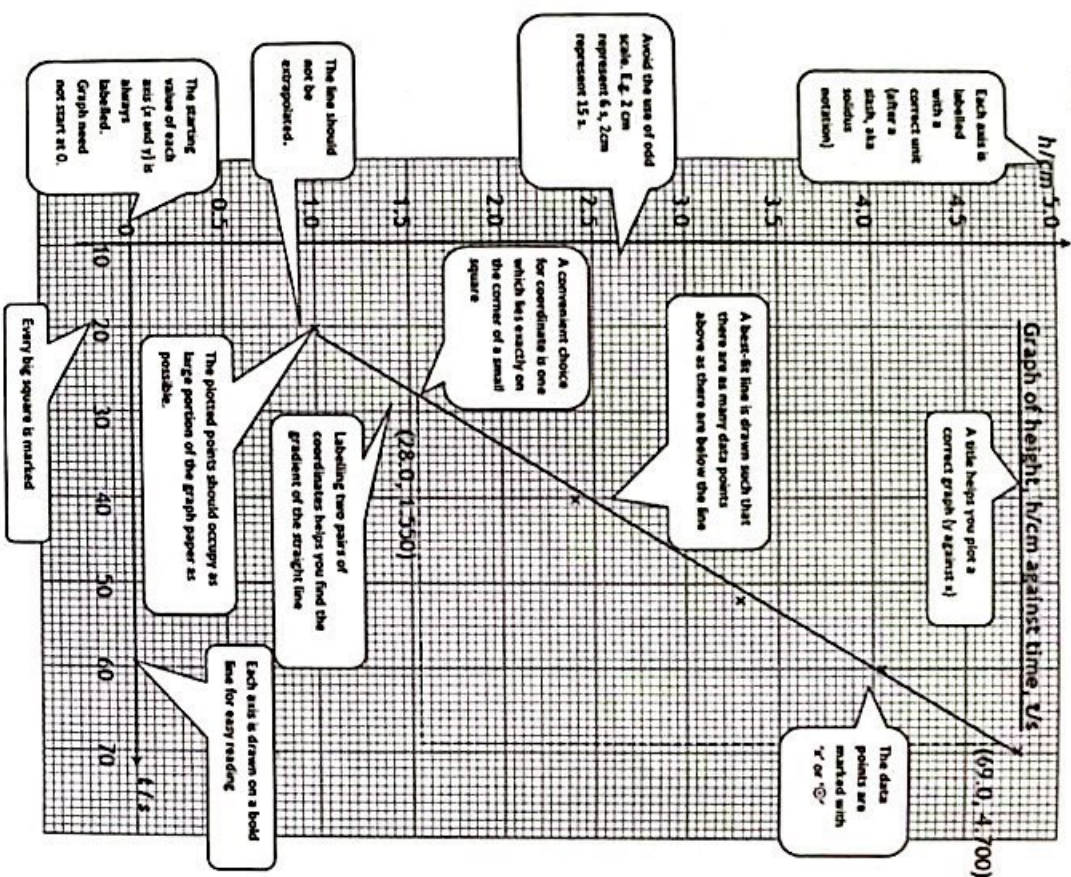 Graph of height, h/cm against time, t/s
h/cm
5.0
4.5
4.0
3.5
3.0
2.5
2.0
1.5
1.0
0.5
0
10
20
30
40
50
60
70
t / s
(69.0, 4.700)
(28.0, 1.550)
Each axis is
labelled
with a
correct unit
(after a
slash, aka
solidus
notation)
A title helps you plot a
correct graph (y against x)
The data
points are
marked with
'x' or '⊙'
Avoid the use of odd
scale. E.g. 2 cm
represent 6 s, 2cm
represent 15 s.
A best-fit line is drawn such that
there are as many data points
above as there are below the line
A convenient choice
for coordinate is one
which lies exactly on
the corner of a small
square
Labelling two pairs of
coordinates helps you find the
gradient of the straight line
The line should
not be
extrapolated.
The plotted points should occupy as
large portion of the graph paper as
possible.
Each axis is drawn on a bold
line for easy reading
The starting
value of each
axis (x and y) is
always
labelled.
Graph need
not start at 0.
Every big square is marked